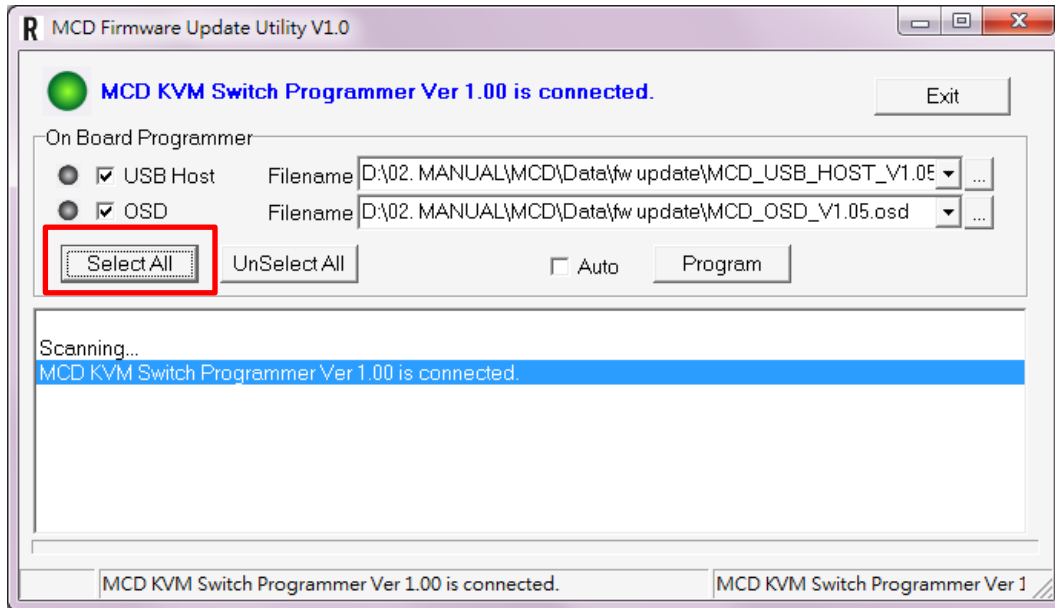 R MCD Firmware Update Utility V1.0
MCD KVM Switch Programmer Ver 1.00 is connected.
Exit
On Board Programmer
USB Host Filename D:\02. MANUAL\MCD\Data\fw update\MCD_USB_HOST_V1.05 ...
OSD Filename D:\02. MANUAL\MCD\Data\fw update\MCD_OSD_V1.05.osd ...
Select All UnSelect All Auto Program
Scanning...
MCD KVM Switch Programmer Ver 1.00 is connected.
MCD KVM Switch Programmer Ver 1.00 is connected. MCD KVM Switch Programmer Ver 1